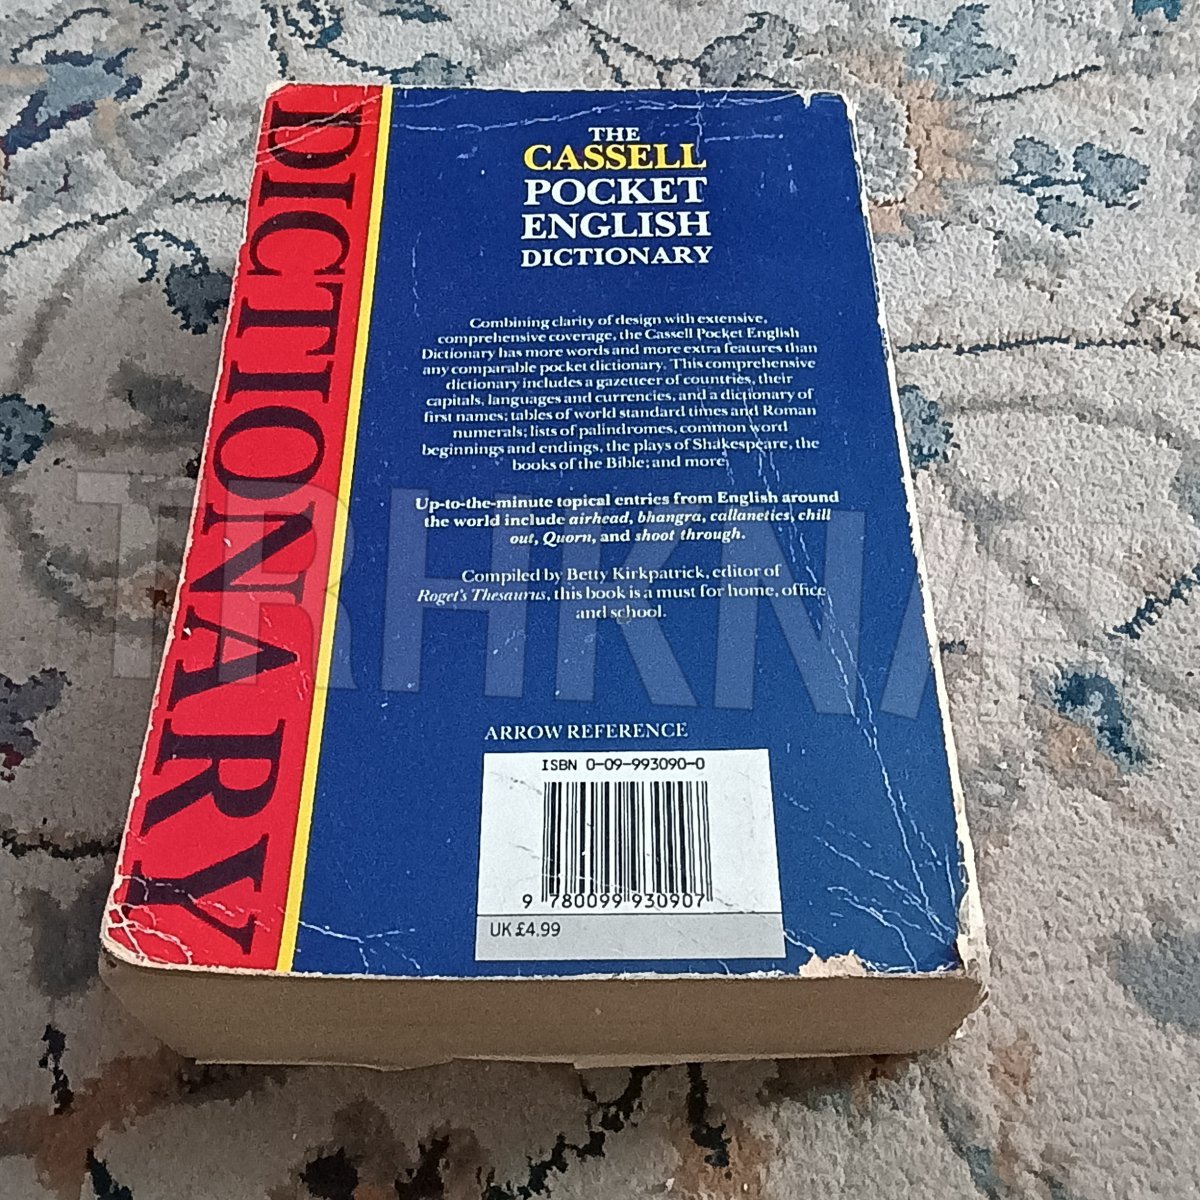 DICTIONARY
THE
CASSELL
POCKET
ENGLISH
DICTIONARY
Combining clarity of design with extensive,
comprehensive coverage, the Cassell Pocket English
Dictionary has more words and more extra features than
any comparable pocket dictionary. This comprehensive
dictionary includes a gazetteer of countries, their
capitals, languages and currencies, and a dictionary of
first names; tables of world standard times and Roman
numerals; lists of palindromes, common word
beginnings and endings, the plays of Shakespeare, the
books of the Bible; and more.
Up-to-the-minute topical entries from English around
the world include airhead, bhangra, callanetics, chill
out, Quorn, and shoot through.
Compiled by Betty Kirkpatrick, editor of
Roget's Thesaurus, this book is a must for home, office
and school.
ARROW REFERENCE
ISBN 0-09-993090-0
9 780099 930907
UK £4.99